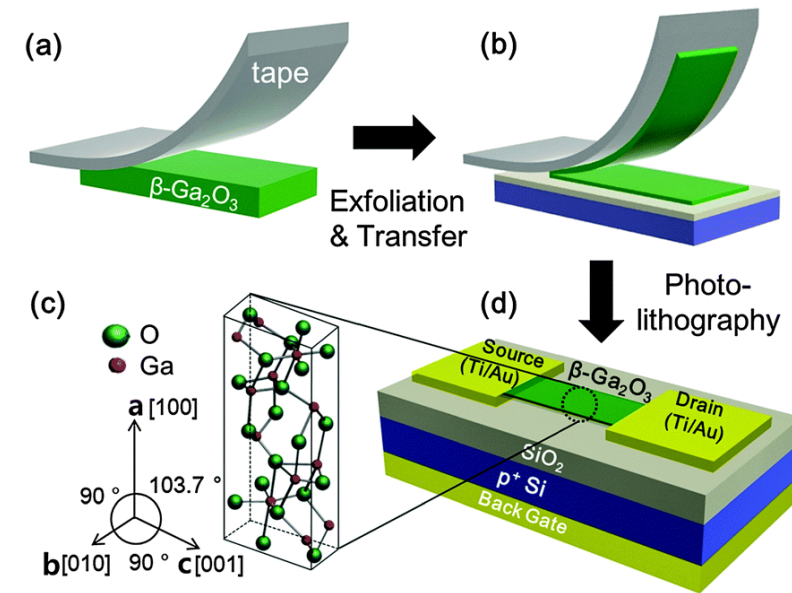 (a)
tape
β-Ga₂O₃
Exfoliation
& Transfer
(b)
Photo-
lithography
(c)
O
Ga
a [100]
90 °
103.7 °
b[010]
90 °
c[001]
(d)
Source
(Ti/Au)
β-Ga₂O₃
Drain
(Ti/Au)
SiO₂
p⁺ Si
Back Gate